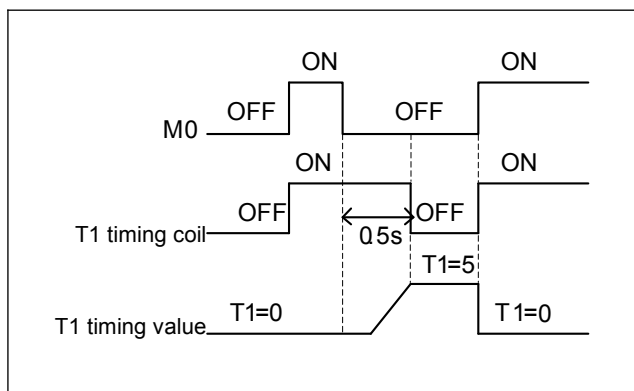 ON
ON
OFF
OFF
M0
ON
ON
OFF
OFF
0.5s
T1 timing coil
T1=5
T1=0
T1=0
T1 timing value